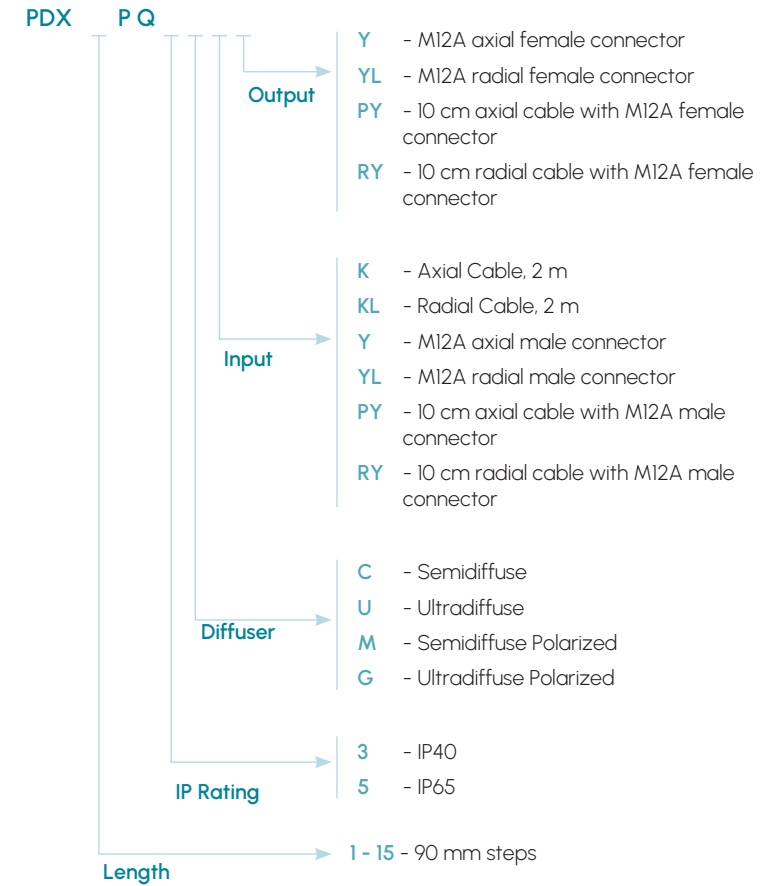 PDX P Q
Y - M12A axial female connector
YL - M12A radial female connector
PY - 10 cm axial cable with M12A female
connector
RY - 10 cm radial cable with M12A female
connector
Output
K - Axial Cable, 2 m
KL - Radial Cable, 2 m
Y - M12A axial male connector
YL - M12A radial male connector
PY - 10 cm axial cable with M12A male
connector
RY - 10 cm radial cable with M12A male
connector
Input
C - Semidiffuse
U - Ultradiffuse
M - Semidiffuse Polarized
G - Ultradiffuse Polarized
Diffuser
3 - IP40
5 - IP65
IP Rating
1 - 15 - 90 mm steps
Length